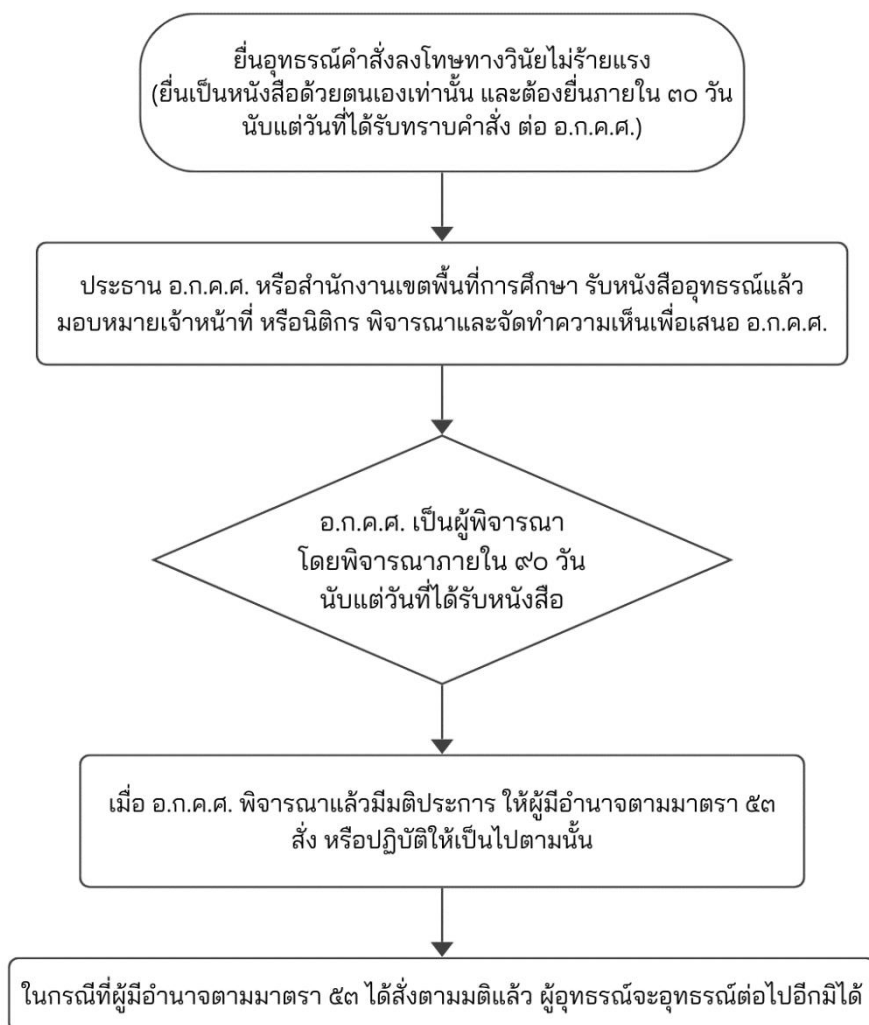 ยื่นอุทธรณ์คำสั่งลงโทษทางวินัยไม่ร้ายแรง
(ยื่นเป็นหนังสือด้วยตนเองเท่านั้น และต้องยื่นภายใน ๓๐ วัน
นับแต่วันที่ได้รับทราบคำสั่ง ต่อ อ.ก.ค.ศ.)
ประธาน อ.ก.ค.ศ. หรือสำนักงานเขตพื้นที่การศึกษา รับหนังสืออุทธรณ์แล้ว
มอบหมายเจ้าหน้าที่ หรือนิติกร พิจารณาและจัดทำความเห็นเพื่อเสนอ อ.ก.ค.ศ.
อ.ก.ค.ศ. เป็นผู้พิจารณา
โดยพิจารณาภายใน ๙๐ วัน
นับแต่วันที่ได้รับหนังสือ
เมื่อ อ.ก.ค.ศ. พิจารณาแล้วมีมติประการ ให้ผู้มีอำนาจตามมาตรา ๕๓
สั่ง หรือปฏิบัติให้เป็นไปตามนั้น
ในกรณีที่ผู้มีอำนาจตามมาตรา ๕๓ ได้สั่งตามมติแล้ว ผู้อุทธรณ์จะอุทธรณ์ต่อไปอีกมิได้